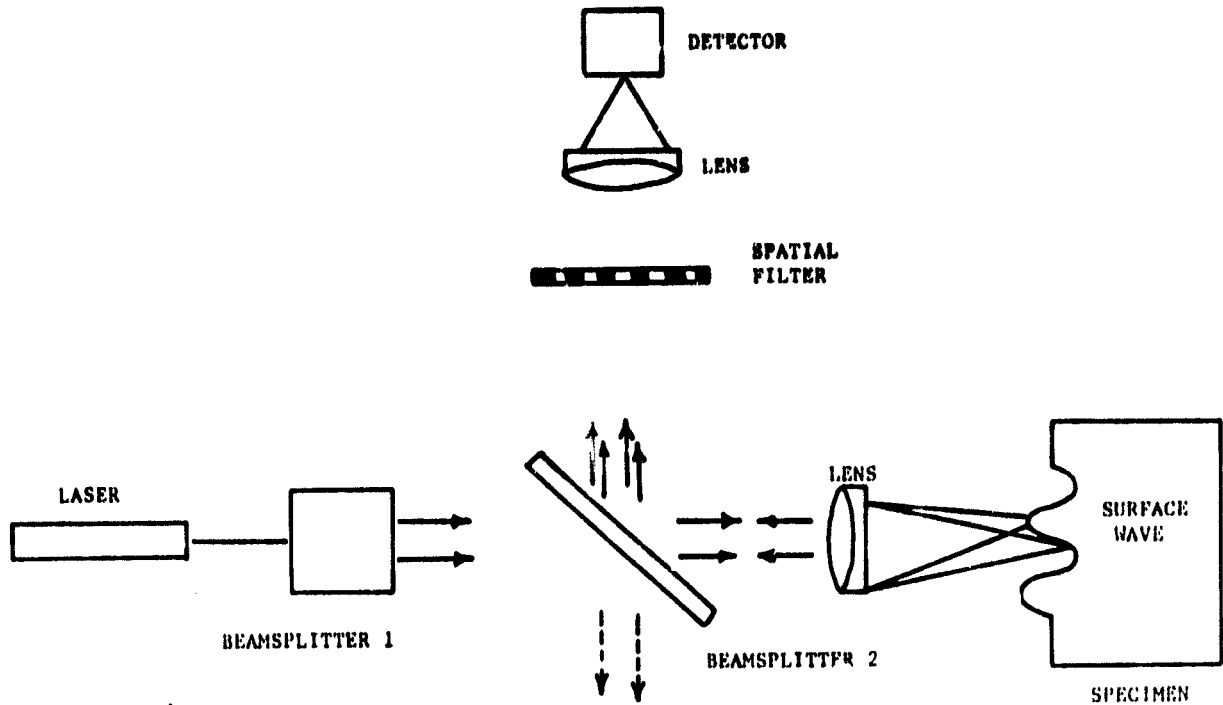 DETECTOR
LENS
SPATIAL
FILTER
LASER
LENS
SURFACE
WAVE
BEAMSPLITTER 1
BEAMSPLITTER 2
SPECIMEN